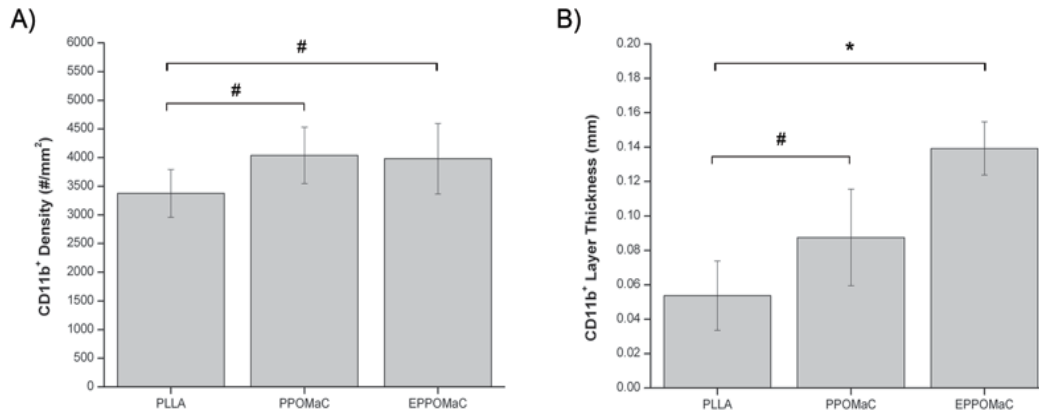 A)
CD11b⁺ Density (#/mm²)
6000
5500
5000
4500
4000
3500
3000
2500
2000
1500
1000
500
0
#
#
PLLA
PPOMaC
EPPOMaC
B)
CD11b⁺ Layer Thickness (mm)
0.20
0.18
0.16
0.14
0.12
0.10
0.08
0.06
0.04
0.02
0.00
*
#
PLLA
PPOMaC
EPPOMaC